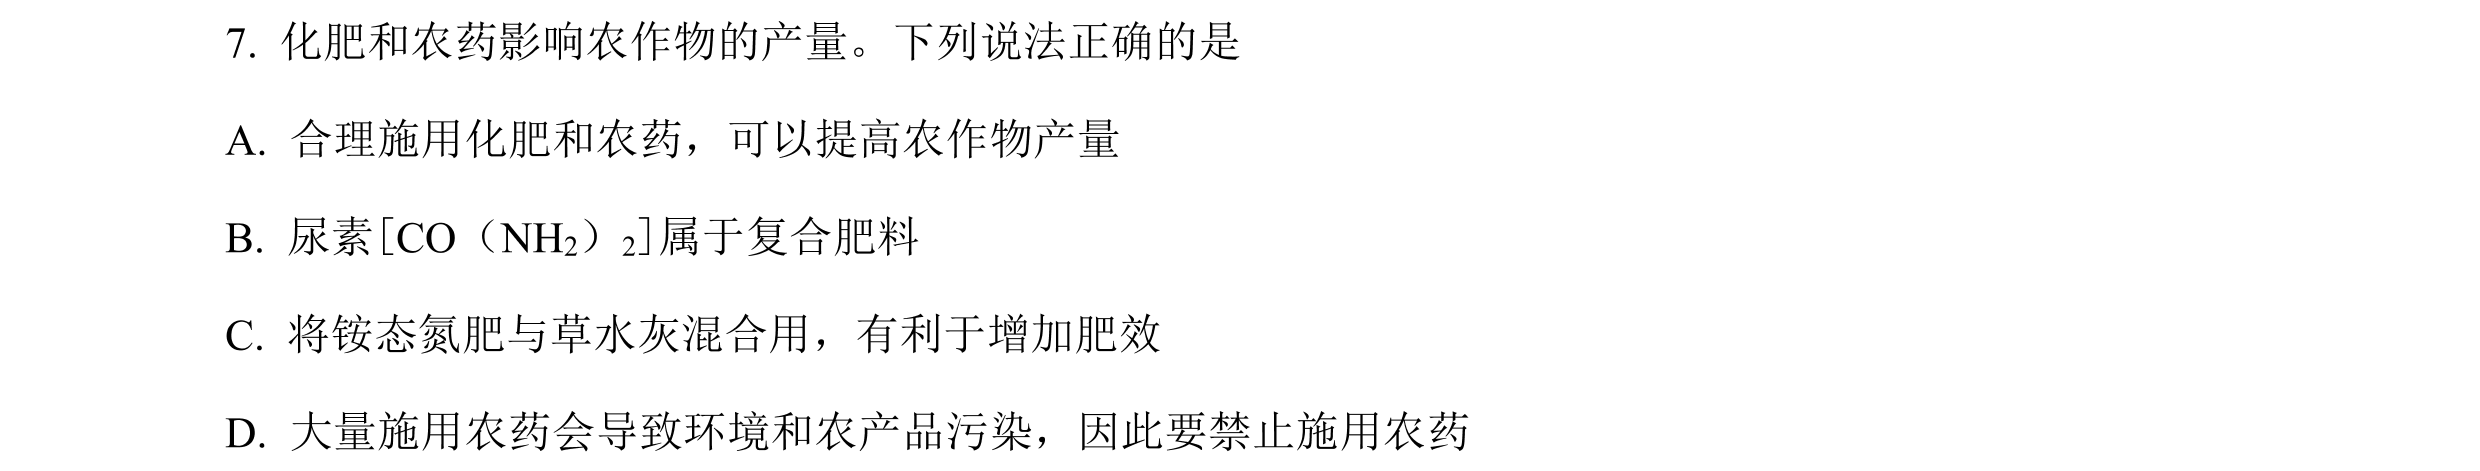 7. 化肥和农药影响农作物的产量。下列说法正确的是
A. 合理施用化肥和农药，可以提高农作物产量
B. 尿素[CO（NH₂）₂]属于复合肥料
C. 将铵态氮肥与草水灰混合用，有利于增加肥效
D. 大量施用农药会导致环境和农产品污染，因此要禁止施用农药